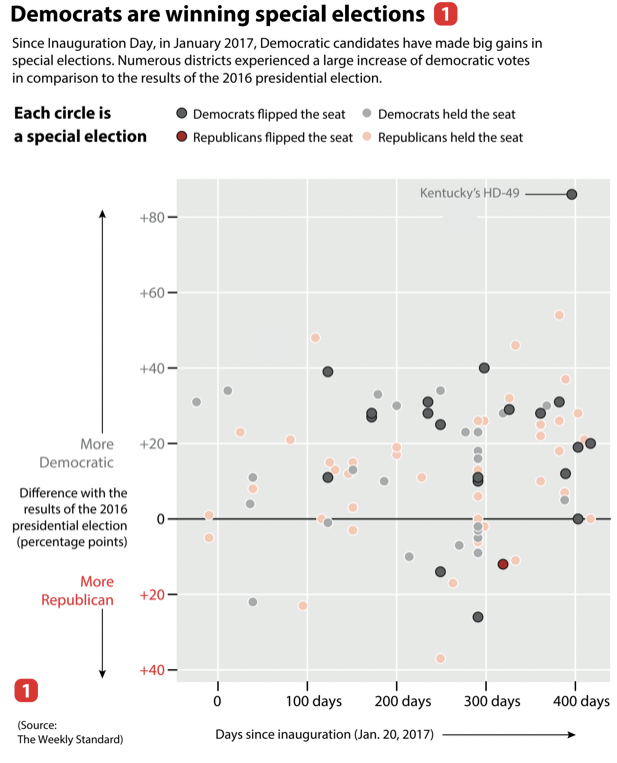 Democrats are winning special elections 1
Since Inauguration Day, in January 2017, Democratic candidates have made big gains in
special elections. Numerous districts experienced a large increase of democratic votes
in comparison to the results of the 2016 presidential election.
Each circle is
a special election
Democrats flipped the seat
Democrats held the seat
Republicans flipped the seat
Republicans held the seat
Kentucky's HD-49
+80
+60
+40
+20
0
+20
+40
More
Democratic
Difference with the
results of the 2016
presidential election
(percentage points)
More
Republican
1
(Source:
The Weekly Standard)
0
100 days
200 days
300 days
400 days
Days since inauguration (Jan. 20, 2017)